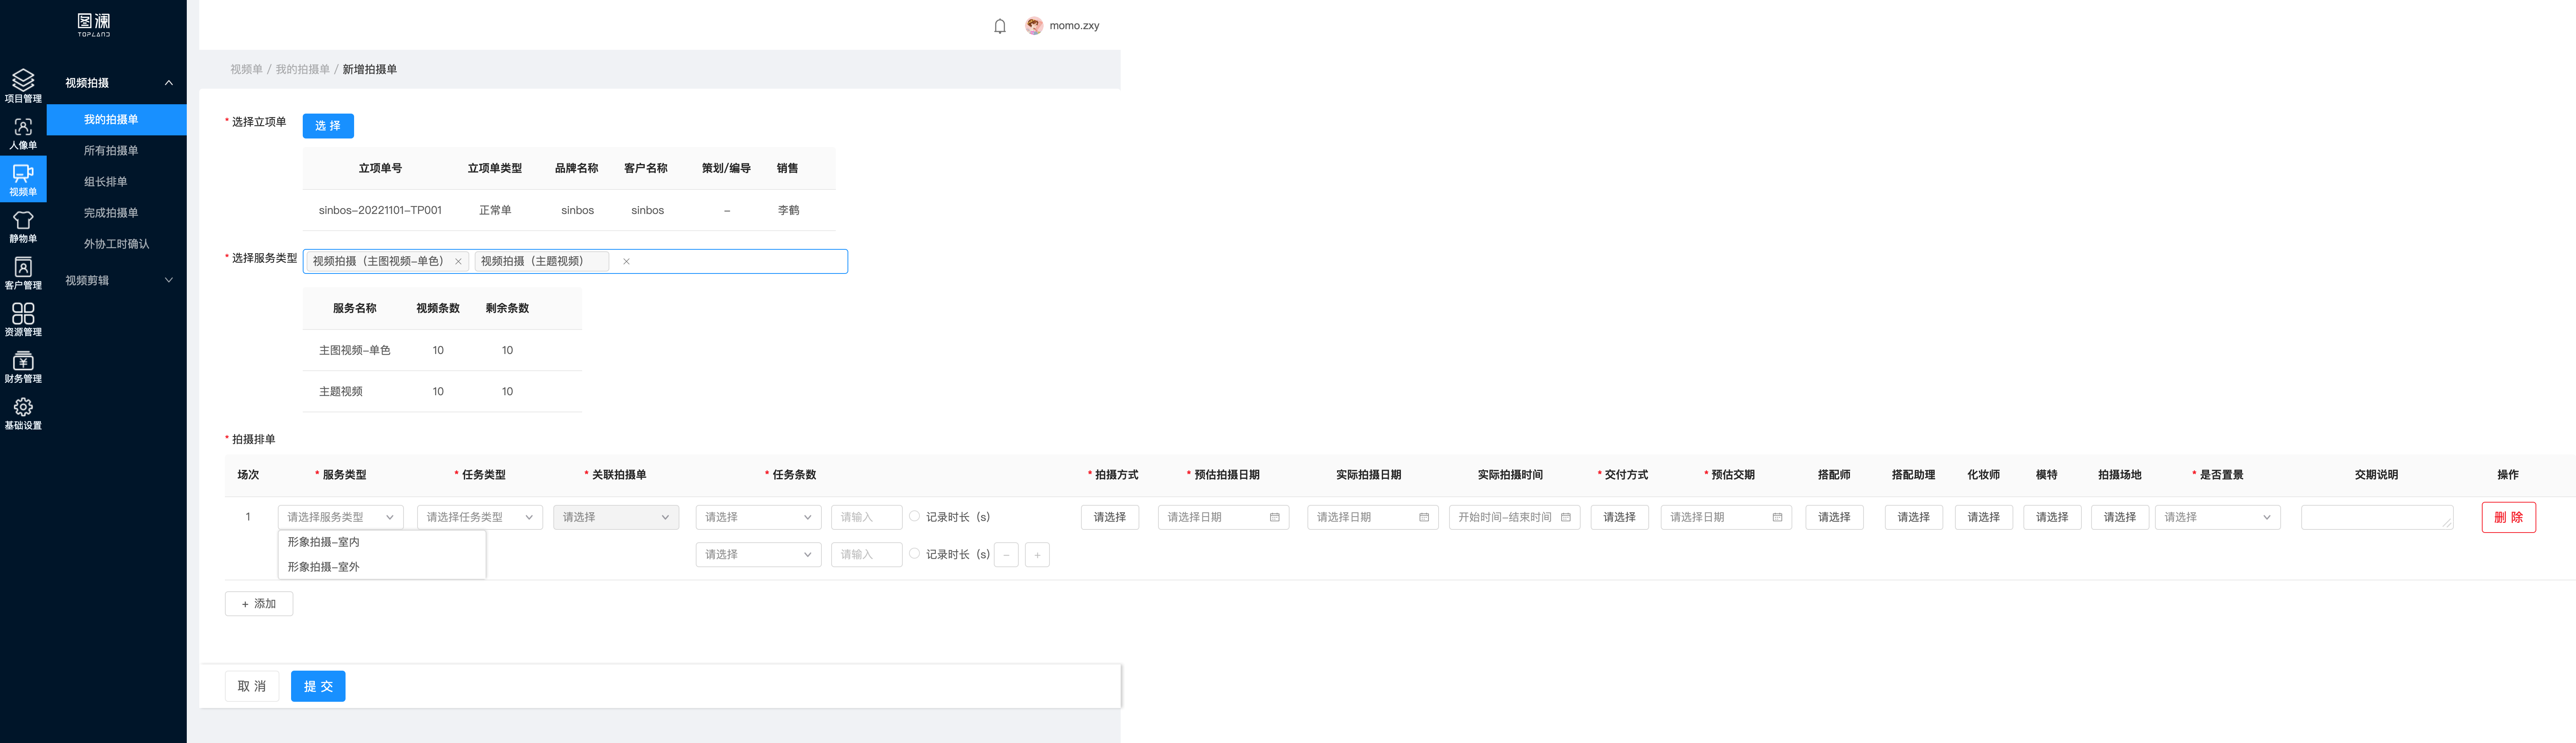 图澜
TOPLAND
momo.zxy
项目管理
人像单
视频单
静物单
客户管理
资源管理
财务管理
基础设置
视频拍摄
我的拍摄单
所有拍摄单
组长排单
完成拍摄单
外协工时确认
视频剪辑
视频单 / 我的拍摄单 / 新增拍摄单
* 选择立项单 选 择
立项单号 立项单类型 品牌名称 客户名称 策划/编导 销售
sinbos-20221101-TP001 正常单 sinbos sinbos – 李鹤
* 选择服务类型 视频拍摄（主图视频-单色） 视频拍摄（主题视频）
服务名称 视频条数 剩余条数
主图视频-单色 10 10
主题视频 10 10
* 拍摄排单
场次 * 服务类型 * 任务类型 * 关联拍摄单 * 任务条数 * 拍摄方式 * 预估拍摄日期 实际拍摄日期 实际拍摄时间 * 交付方式 * 预估交期 搭配师 搭配助理 化妆师 模特 拍摄场地 * 是否置景 交期说明 操作
1 请选择服务类型 请选择任务类型 请选择 请选择 请输入 记录时长（s） 请选择 请选择日期 请选择日期 开始时间-结束时间 请选择 请选择日期 请选择 请选择 请选择 请选择 请选择 请选择 删 除
形象拍摄-室内
请选择 请输入 记录时长（s） − +
形象拍摄-室外
+ 添加
取 消 提 交